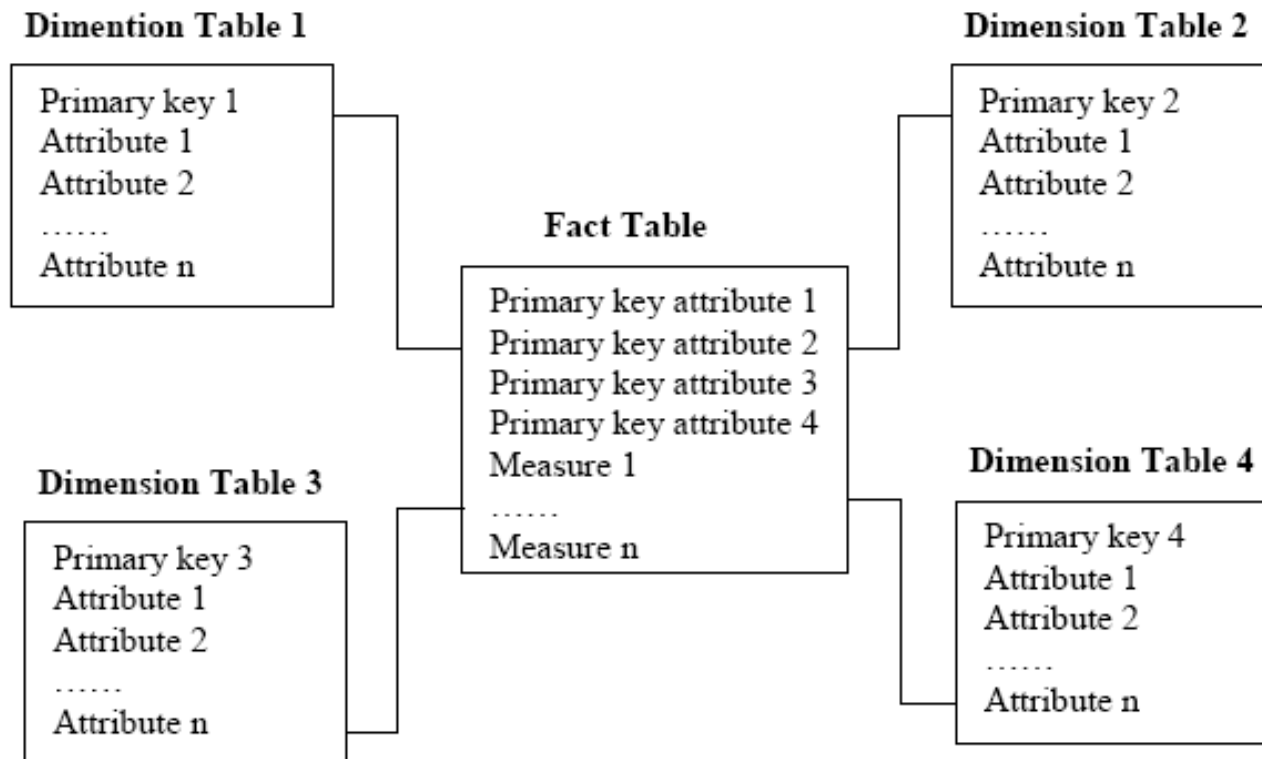 Dimention Table 1
Primary key 1
Attribute 1
Attribute 2
......
Attribute n
Dimension Table 2
Primary key 2
Attribute 1
Attribute 2
......
Attribute n
Fact Table
Primary key attribute 1
Primary key attribute 2
Primary key attribute 3
Primary key attribute 4
Measure 1
......
Measure n
Dimension Table 3
Primary key 3
Attribute 1
Attribute 2
......
Attribute n
Dimension Table 4
Primary key 4
Attribute 1
Attribute 2
......
Attribute n